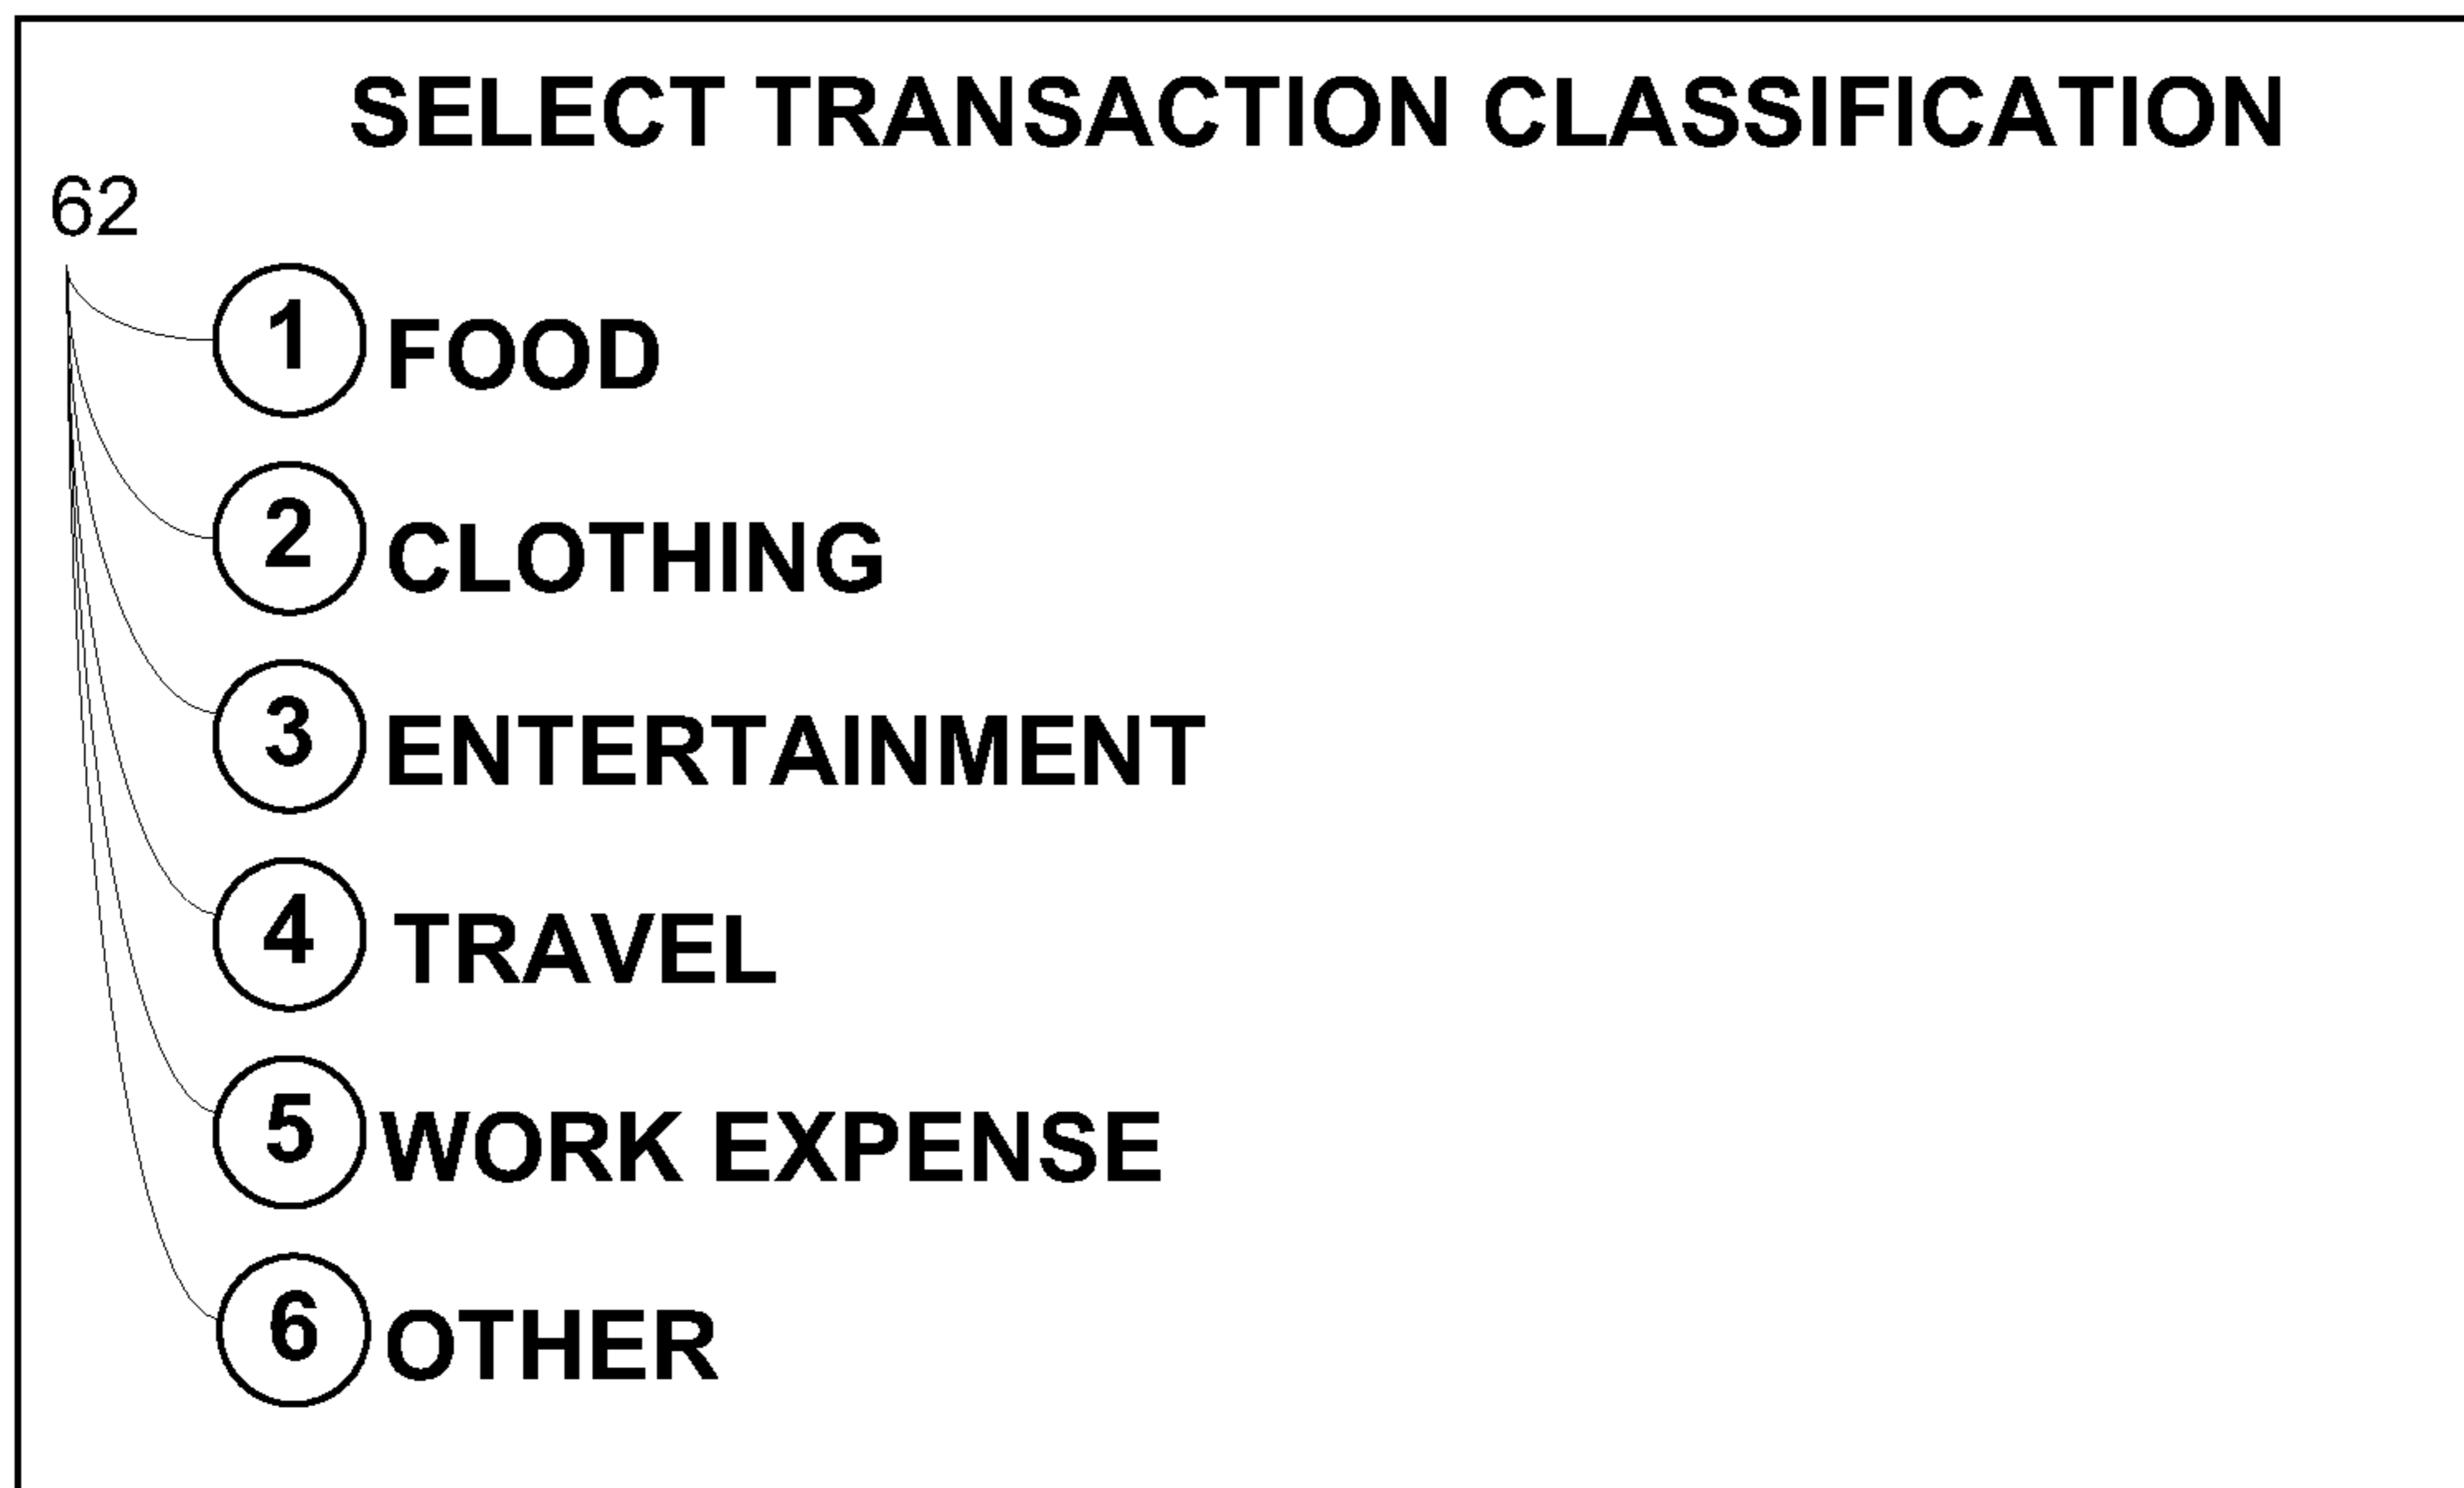 SELECT TRANSACTION CLASSIFICATION
62
1 FOOD
2 CLOTHING
3 ENTERTAINMENT
4 TRAVEL
5 WORK EXPENSE
6 OTHER